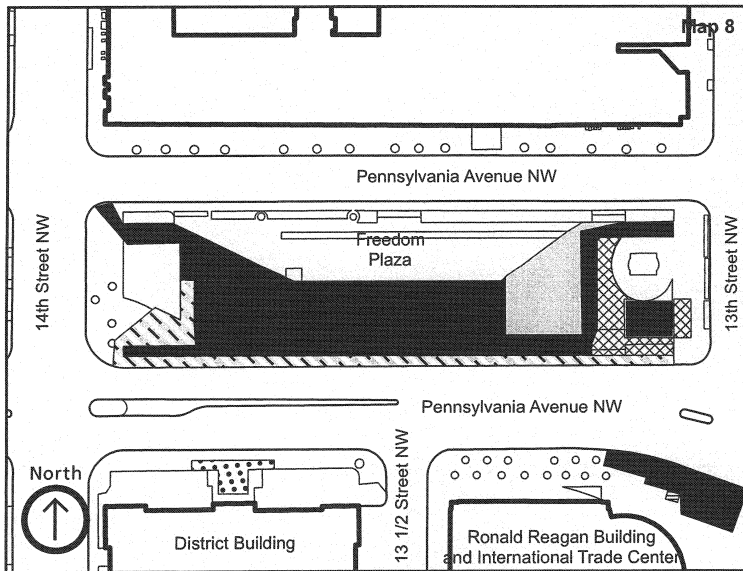 Map 8
Pennsylvania Avenue NW
14th Street NW
Freedom
Plaza
13th Street NW
Pennsylvania Avenue NW
North
13 1/2 Street NW
District Building
Ronald Reagan Building
and International Trade Center